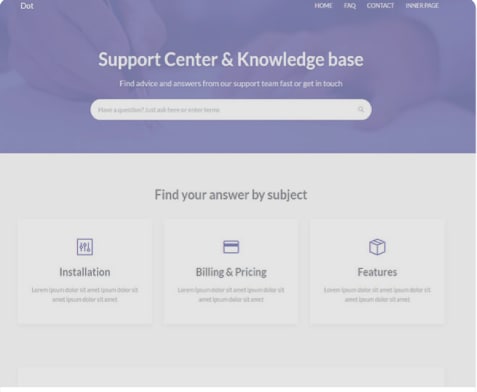 Dot
HOME FAQ CONTACT INNER PAGE
Support Center & Knowledge base
Find advice and answers from our support team fast or get in touch
Have a question? Just ask here or enter terms
Find your answer by subject
Installation
Lorem ipsum dolor sit amet ipsum dolor sit
amet ipsum dolor sit amet
Billing & Pricing
Lorem ipsum dolor sit amet ipsum dolor sit
amet ipsum dolor sit amet
Features
Lorem ipsum dolor sit amet ipsum dolor sit
amet ipsum dolor sit amet